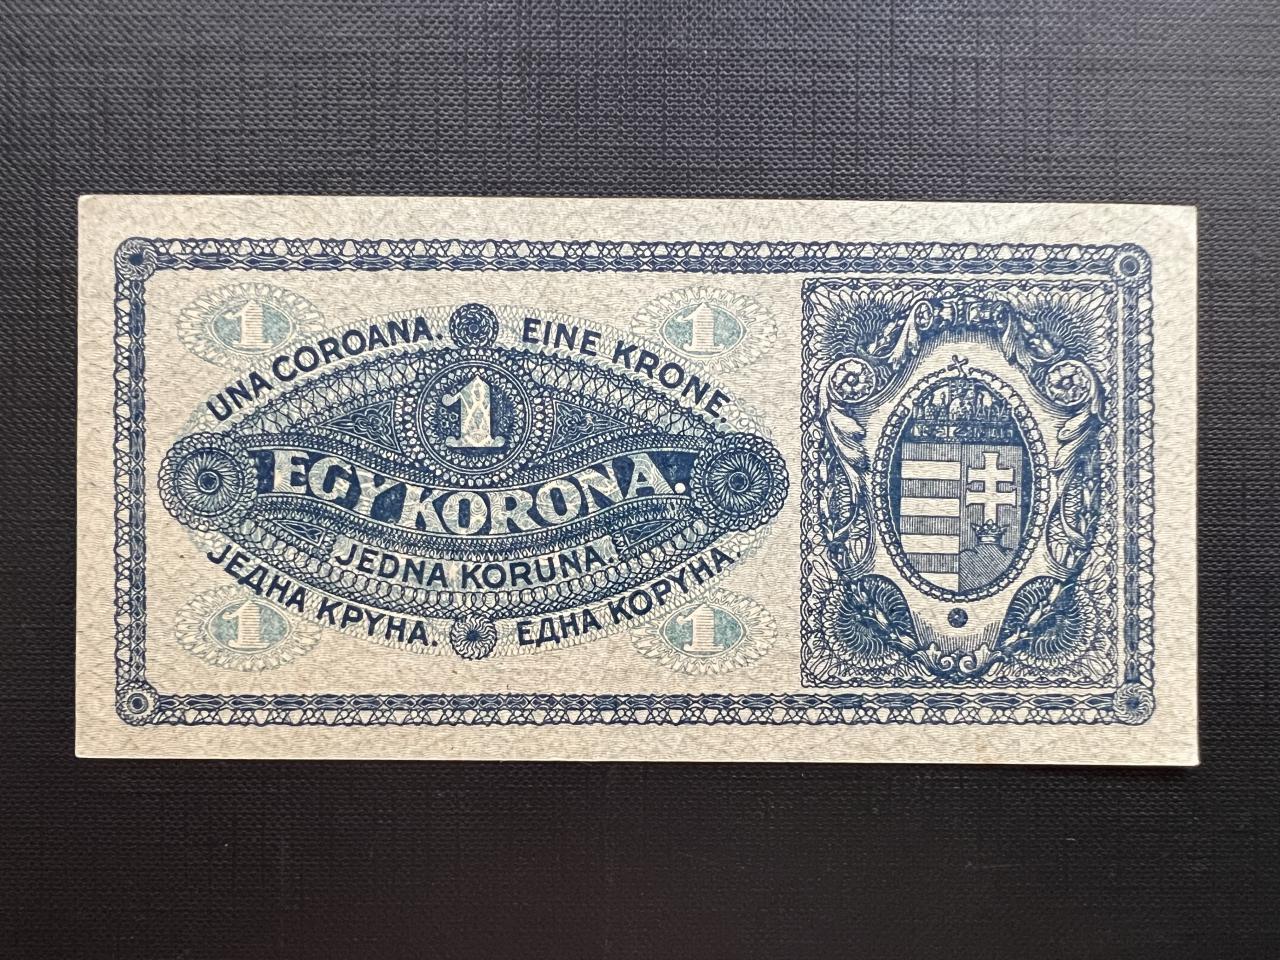 1
1
UNA COROANA.
EINE KRONE.
1
EGY KORONA.
JEDNA KORUNA.
ЈЕДНА КРУНА.
ЕДНА КОРУНА.
1
1